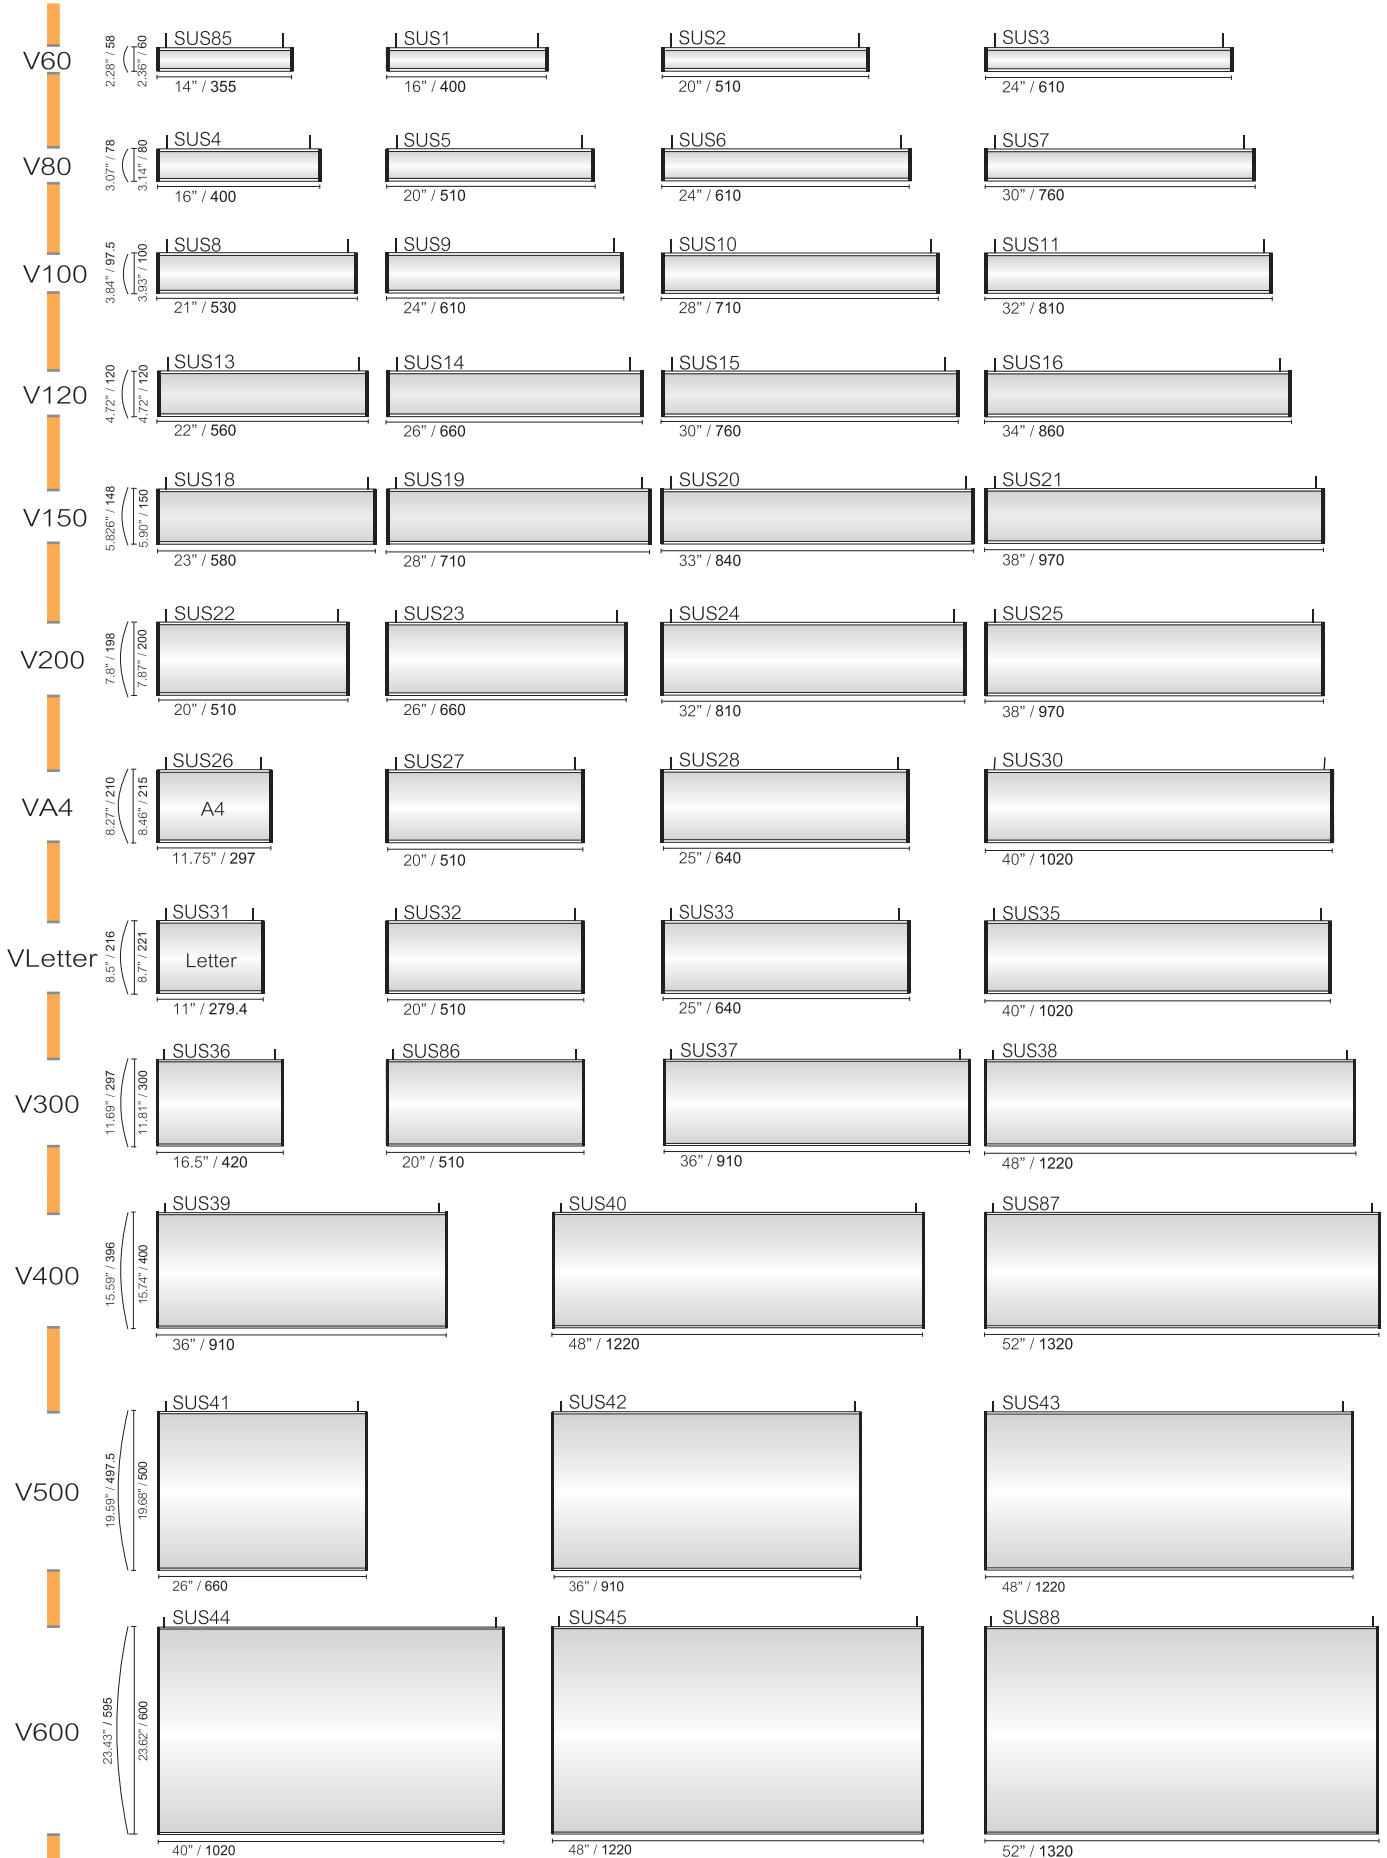 V60
2.28" / 58
2.36" / 60
SUS85
14" / 355
SUS1
16" / 400
SUS2
20" / 510
SUS3
24" / 610
V80
3.07" / 78
3.14" / 80
SUS4
16" / 400
SUS5
20" / 510
SUS6
24" / 610
SUS7
30" / 760
V100
3.84" / 97.5
3.93" / 100
SUS8
21" / 530
SUS9
24" / 610
SUS10
28" / 710
SUS11
32" / 810
V120
4.72" / 120
4.72" / 120
SUS13
22" / 560
SUS14
26" / 660
SUS15
30" / 760
SUS16
34" / 860
V150
5.826" / 148
5.90" / 150
SUS18
23" / 580
SUS19
28" / 710
SUS20
33" / 840
SUS21
38" / 970
V200
7.8" / 198
7.87" / 200
SUS22
20" / 510
SUS23
26" / 660
SUS24
32" / 810
SUS25
38" / 970
VA4
8.27" / 210
8.46" / 215
SUS26
A4
11.75" / 297
SUS27
20" / 510
SUS28
25" / 640
SUS30
40" / 1020
VLetter
8.5" / 216
8.7" / 221
SUS31
Letter
11" / 279.4
SUS32
20" / 510
SUS33
25" / 640
SUS35
40" / 1020
V300
11.69" / 297
11.81" / 300
SUS36
16.5" / 420
SUS86
20" / 510
SUS37
36" / 910
SUS38
48" / 1220
V400
15.59" / 396
15.74" / 400
SUS39
36" / 910
SUS40
48" / 1220
SUS87
52" / 1320
V500
19.59" / 497.5
19.68" / 500
SUS41
26" / 660
SUS42
36" / 910
SUS43
48" / 1220
V600
23.43" / 595
23.62" / 600
SUS44
40" / 1020
SUS45
48" / 1220
SUS88
52" / 1320